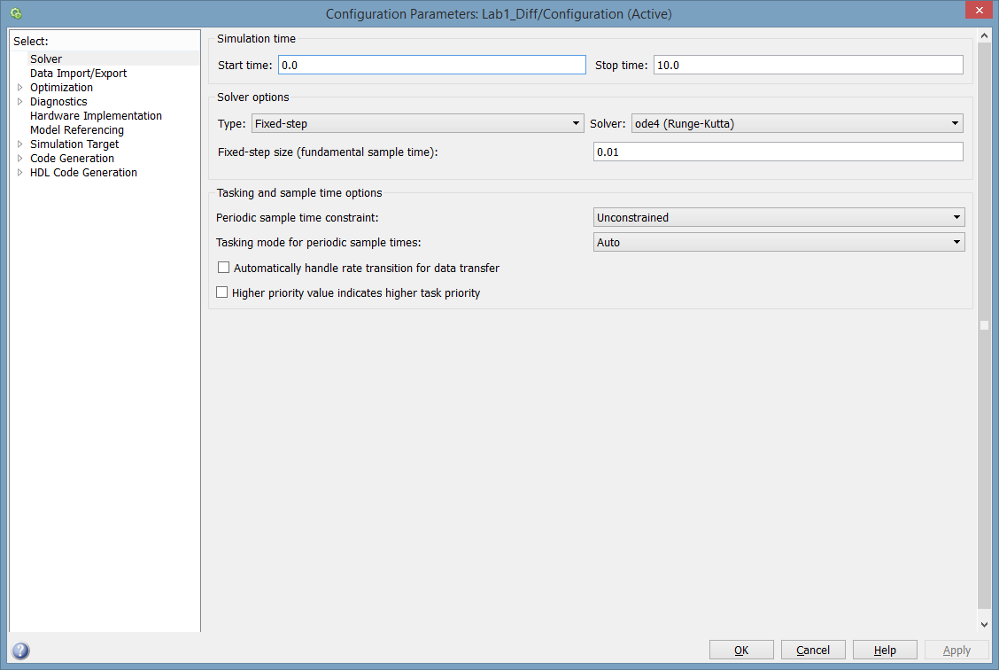 Configuration Parameters: Lab1_Diff/Configuration (Active)
Select:
Solver
Data Import/Export
Optimization
Diagnostics
Hardware Implementation
Model Referencing
Simulation Target
Code Generation
HDL Code Generation
Simulation time
Start time: 0.0 Stop time: 10.0
Solver options
Type: Fixed-step Solver: ode4 (Runge-Kutta)
Fixed-step size (fundamental sample time): 0.01
Tasking and sample time options
Periodic sample time constraint: Unconstrained
Tasking mode for periodic sample times: Auto
Automatically handle rate transition for data transfer
Higher priority value indicates higher task priority
? OK Cancel Help Apply